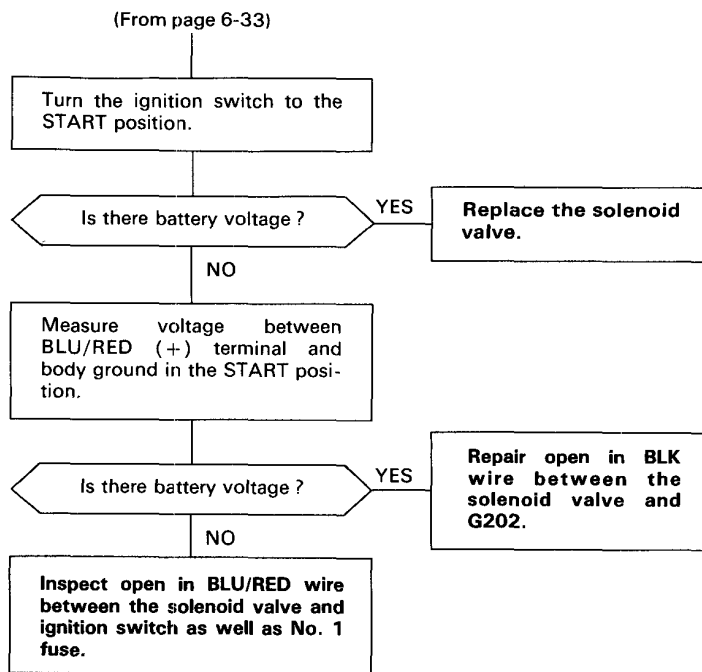 (From page 6-33)
Turn the ignition switch to the
START position.
Is there battery voltage ?
YES
Replace the solenoid
valve.
NO
Measure voltage between
BLU/RED (+) terminal and
body ground in the START posi-
tion.
Is there battery voltage ?
YES
Repair open in BLK
wire between the
solenoid valve and
G202.
NO
Inspect open in BLU/RED wire
between the solenoid valve and
ignition switch as well as No. 1
fuse.